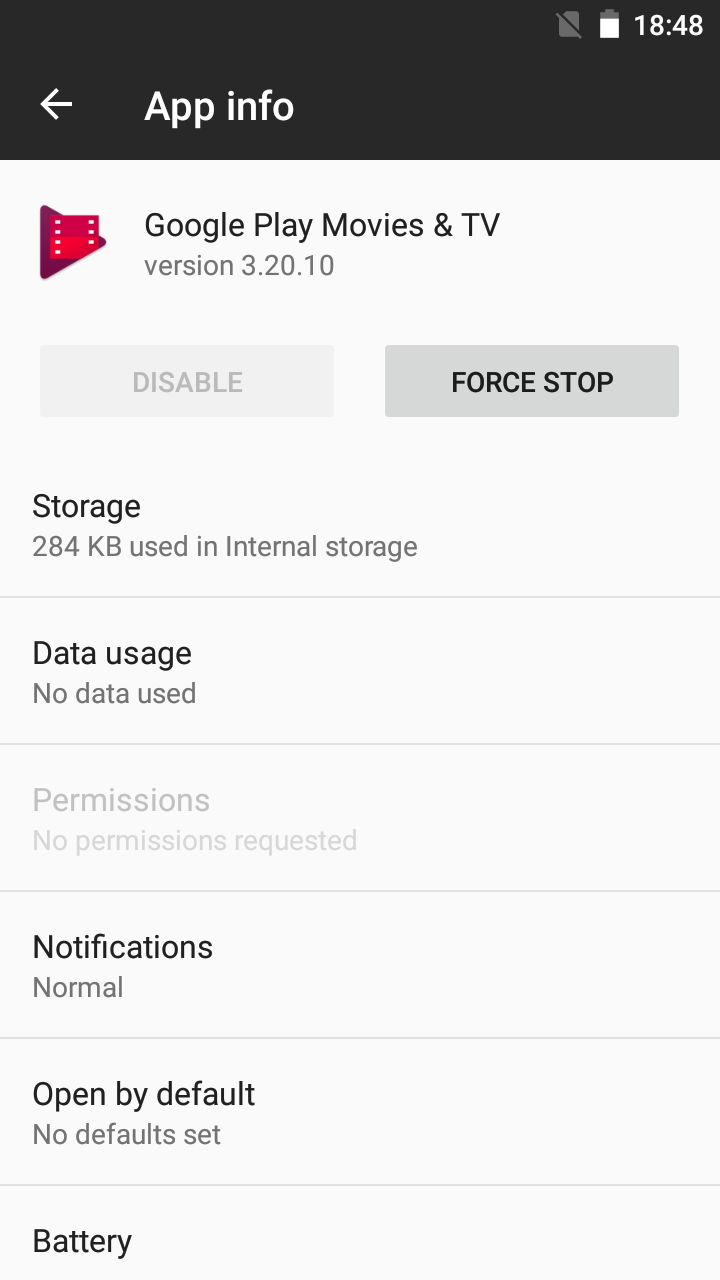 18:48
App info
Google Play Movies & TV
version 3.20.10
DISABLE
FORCE STOP
Storage
284 KB used in Internal storage
Data usage
No data used
Permissions
No permissions requested
Notifications
Normal
Open by default
No defaults set
Battery